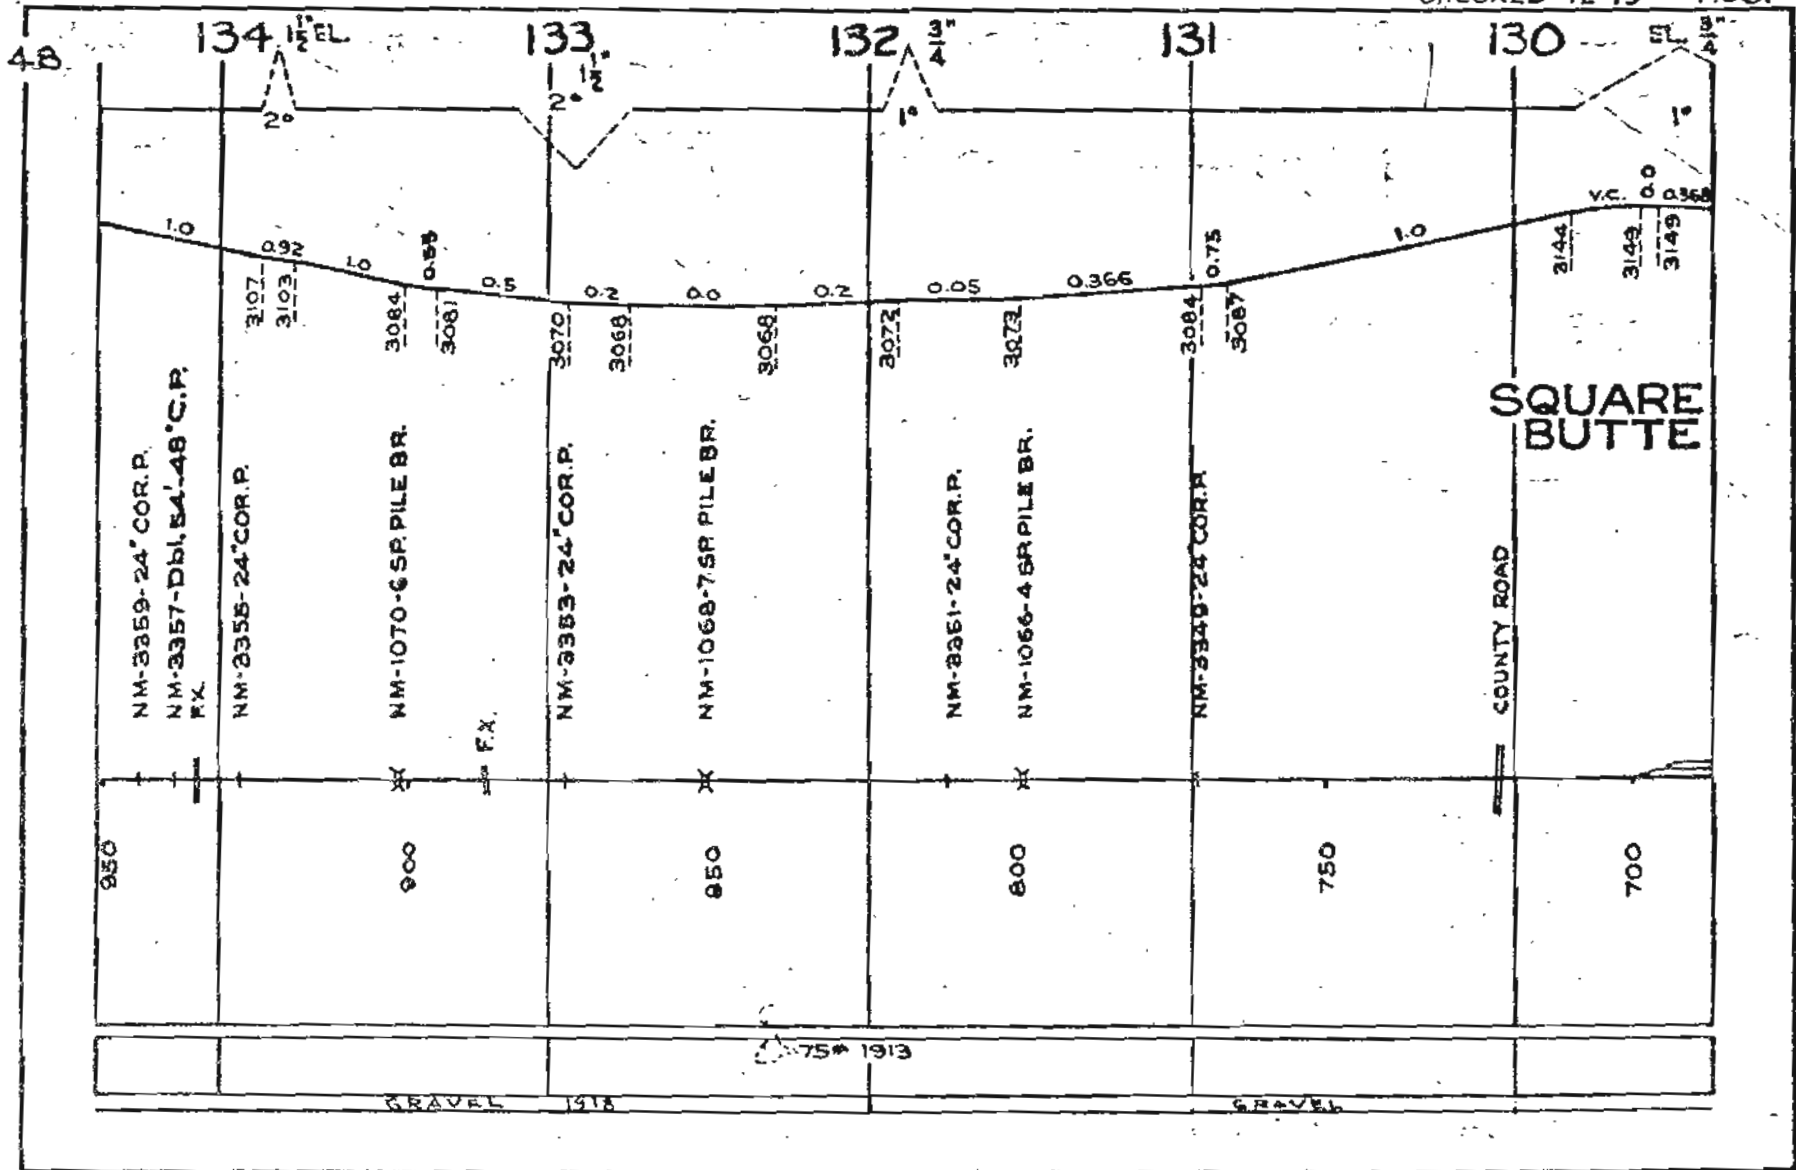 48
134 1½" EL.
133
1½"
132
¾"
131
130
EL.
¾"
2°
2°
1°
1°
1.0
0.92
1.0
0.55
0.5
0.2
0.0
0.2
0.05
0.366
0.75
1.0
V.C.
0.0
0.368
3107
3103
3084
3081
3070
3068
3068
3072
3073
3084
3087
3144
3149
3149
SQUARE
BUTTE
NM-3359-24" COR.P.
NM-3357-Dbl. 54'-48" C.P.
F.X.
NM-3355-24" COR.P.
NM-1070-6 SP. PILE BR.
F.X.
NM-3353-24" COR.P.
NM-1068-7 SP. PILE BR.
NM-3351-24" COR.P.
NM-1066-4 SP. PILE BR.
NM-3349-24 COR.P.
COUNTY ROAD
950
900
850
800
750
700
75# 1913
GRAVEL 1918
GRAVEL